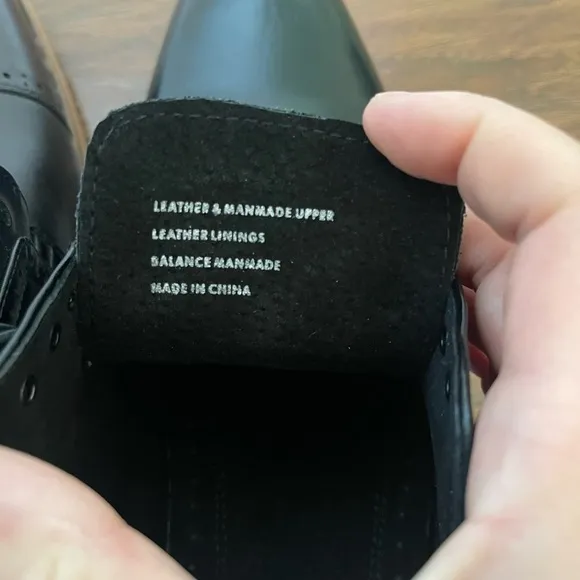 LEATHER & MANMADE UPPER
LEATHER LININGS
BALANCE MANMADE
MADE IN CHINA